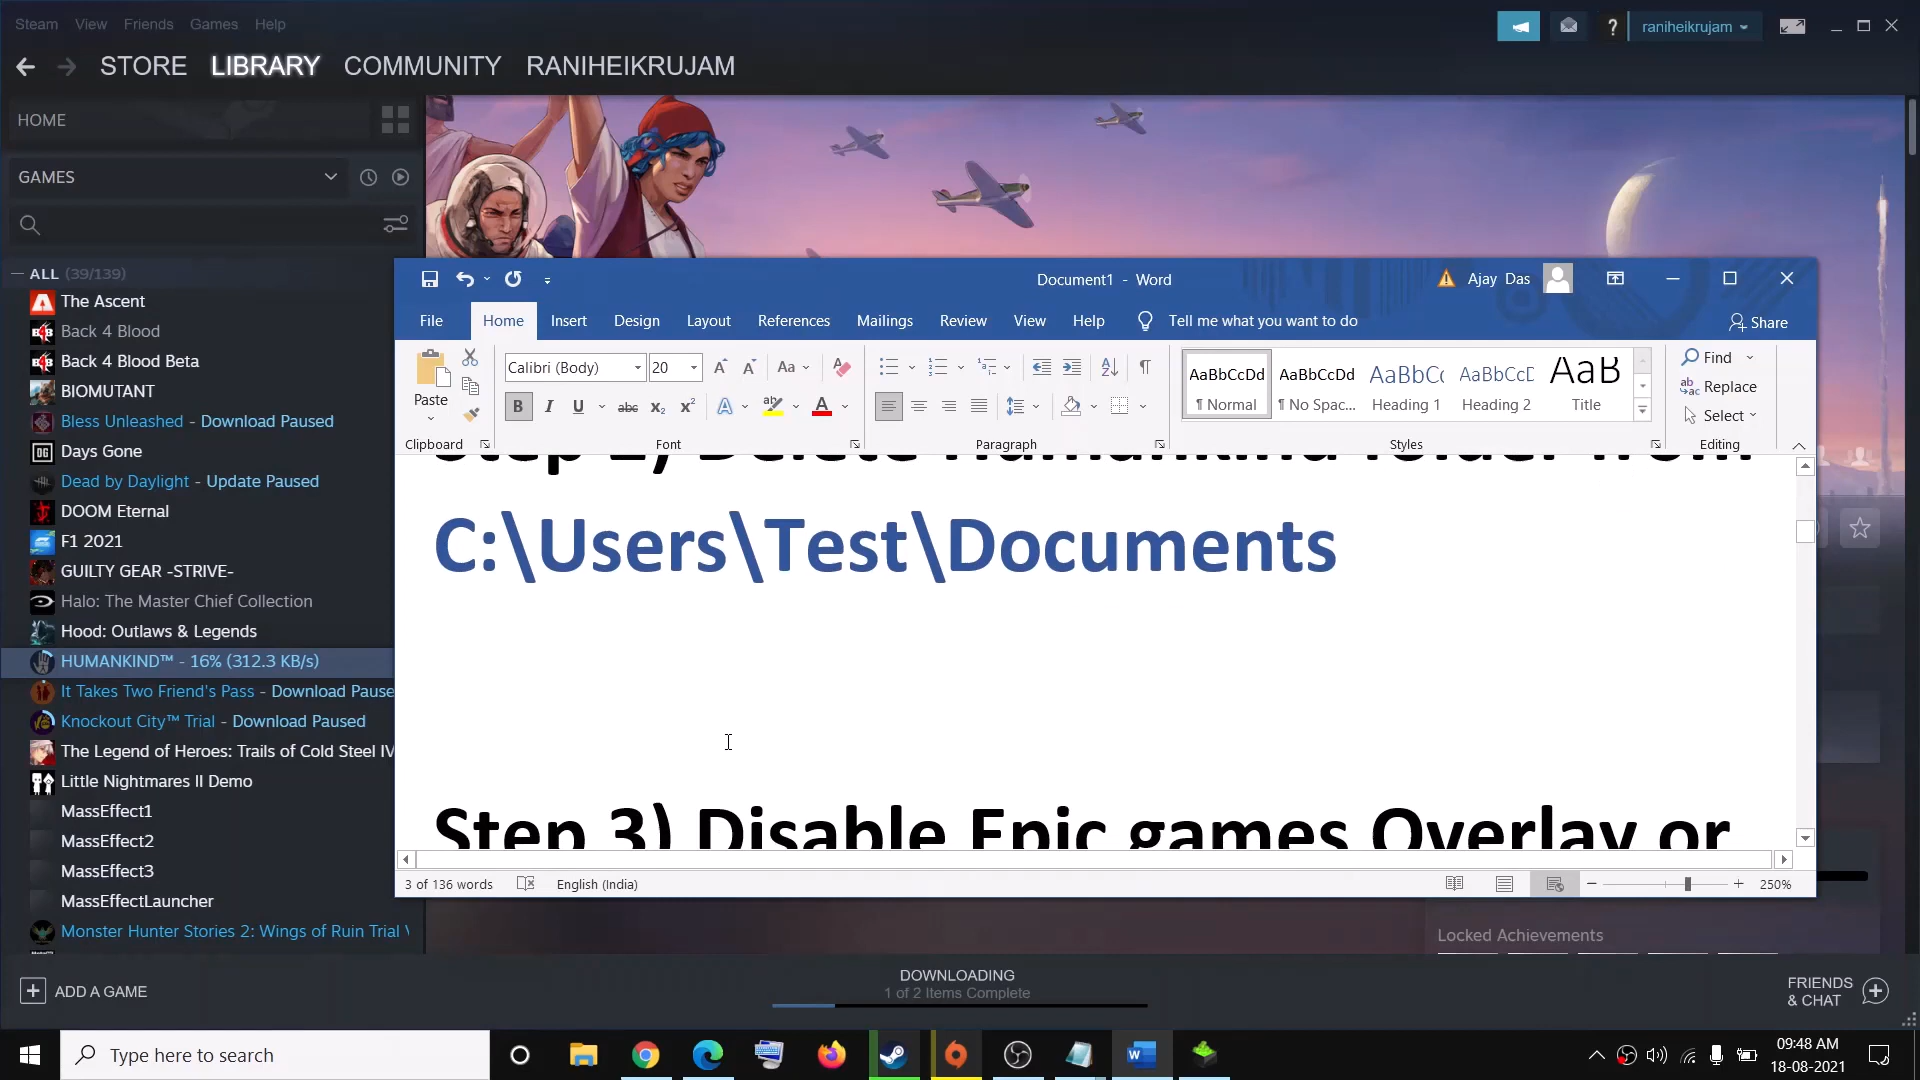 Steam View Friends Games Help
raniheikrujam
STORE LIBRARY COMMUNITY RANIHEIKRUJAM
HOME
GAMES
ALL (39/139)
The Ascent
Back 4 Blood
Back 4 Blood Beta
BIOMUTANT
Bless Unleashed - Download Paused
Days Gone
Dead by Daylight - Update Paused
DOOM Eternal
F1 2021
GUILTY GEAR -STRIVE-
Halo: The Master Chief Collection
Hood: Outlaws & Legends
HUMANKIND™ - 16% (312.3 KB/s)
It Takes Two Friend's Pass - Download Pause
Knockout City™ Trial - Download Paused
The Legend of Heroes: Trails of Cold Steel IV
Little Nightmares II Demo
MassEffect1
MassEffect2
MassEffect3
MassEffectLauncher
Monster Hunter Stories 2: Wings of Ruin Trial V
Document1 - Word
Ajay Das
File Home Insert Design Layout References Mailings Review View Help Tell me what you want to do
Share
Paste
Clipboard
Calibri (Body) 20
Font
Paragraph
AaBbCcDd AaBbCcDd AaBbCc AaBbCcD AaB
¶ Normal ¶ No Spac... Heading 1 Heading 2 Title
Styles
Find
Replace
Select
Editing
Step 2) Delete Humankind folder from
C:\Users\Test\Documents
Step 3) Disable Epic games Overlay or
3 of 136 words English (India)
250%
Locked Achievements
ADD A GAME
DOWNLOADING
1 of 2 Items Complete
FRIENDS
& CHAT
Type here to search
09:48 AM
18-08-2021